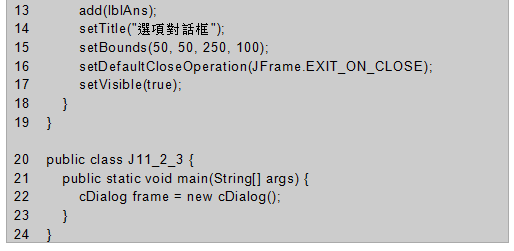 13 add(lblAns);
14 setTitle("選項對話框");
15 setBounds(50, 50, 250, 100);
16 setDefaultCloseOperation(JFrame.EXIT_ON_CLOSE);
17 setVisible(true);
18 }
19 }
20 public class J11_2_3 {
21 public static void main(String[] args) {
22 cDialog frame = new cDialog();
23 }
24 }